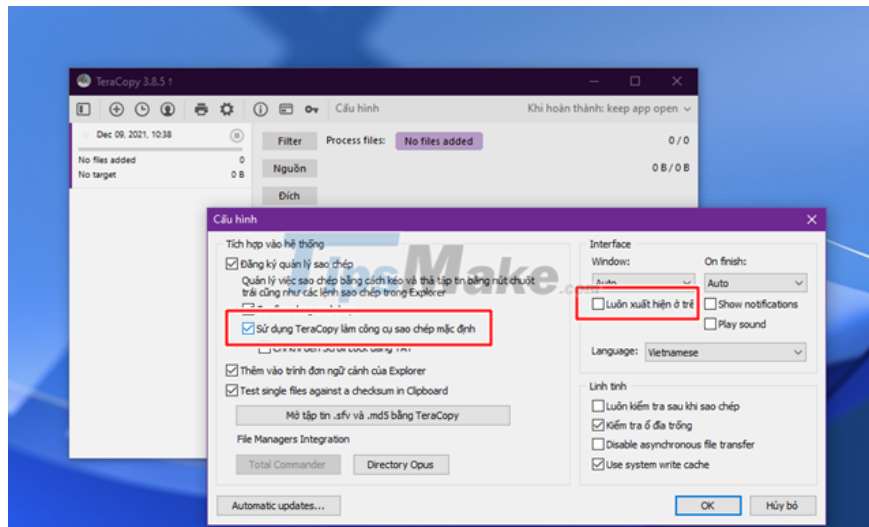 TeraCopy 3.8.5
Cấu hình
Khi hoàn thành: keep app open
Dec 09, 2021, 10:38
No files added 0
No target 0 B
Filter
Process files: No files added 0/0
Nguồn 0 B/0 B
Đích
Cấu hình
Tích hợp vào hệ thống
Đăng ký quản lý sao chép
Quản lý việc sao chép bằng cách kéo và thả tập tin bằng nút chuột
trái cũng như các lệnh sao chép trong Explorer
Sử dụng TeraCopy làm công cụ sao chép mặc định
Thêm vào trình đơn ngữ cảnh của Explorer
Test single files against a checksum in Clipboard
Mở tập tin .sfv và .md5 bằng TeraCopy
File Managers Integration
Total Commander
Directory Opus
Automatic updates...
Interface
Window: On finish:
Auto Auto
Luôn xuất hiện ở trê
Show notifications
Play sound
Language: Vietnamese
Linh tinh
Luôn kiểm tra sau khi sao chép
Kiểm tra ổ đĩa trống
Disable asynchronous file transfer
Use system write cache
OK
Hủy bỏ
TipsMake.com